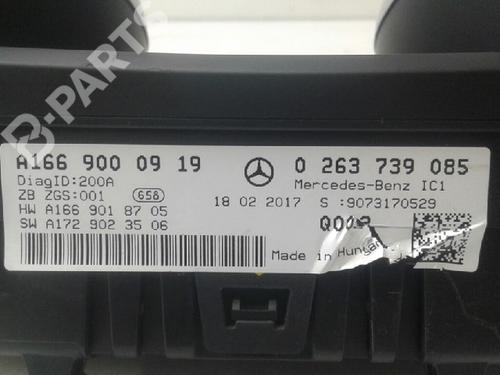 B-PARTS
A166 900 09 19
0 263 739 085
DiagID:200A
Mercedes-Benz IC1
ZB ZGS:001
658
18 02 2017
S :9073170529
HW A166 901 87 05
SW A172 902 35 06
Made in Hungary